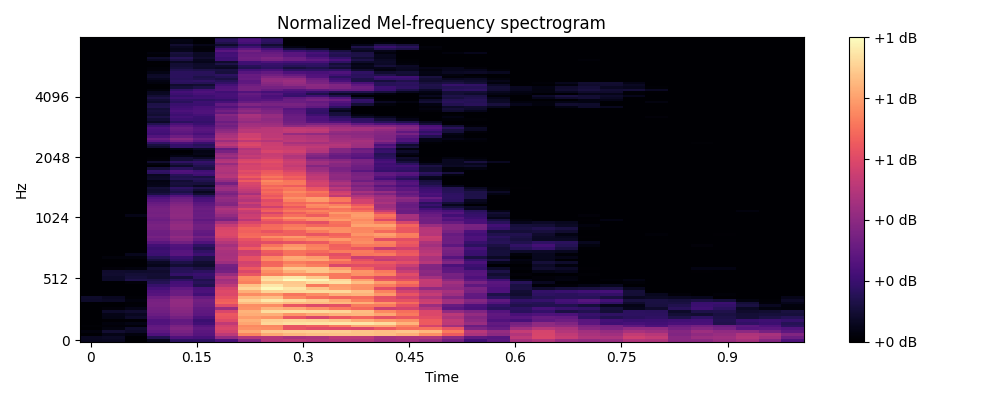 Normalized Mel-frequency spectrogram
Hz
4096
2048
1024
512
0
0 0.15 0.3 0.45 0.6 0.75 0.9
Time
+1 dB
+1 dB
+1 dB
+0 dB
+0 dB
+0 dB